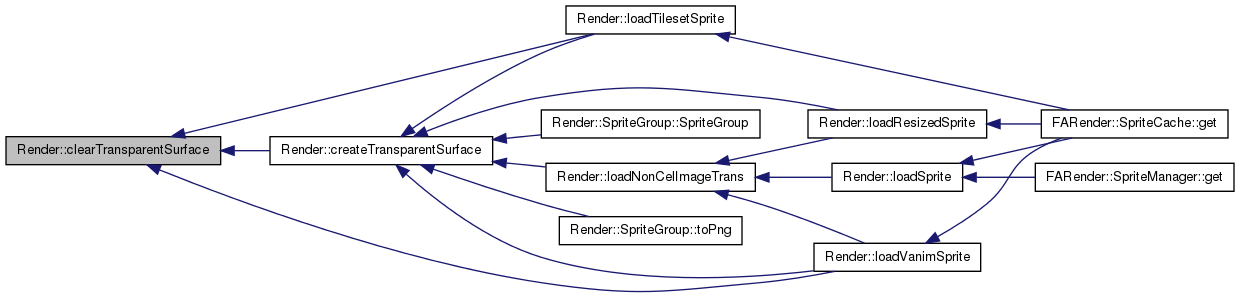 Render::loadTilesetSprite
Render::clearTransparentSurface
Render::createTransparentSurface
Render::SpriteGroup::SpriteGroup
Render::loadNonCelImageTrans
Render::SpriteGroup::toPng
Render::loadResizedSprite
Render::loadSprite
Render::loadVanimSprite
FARender::SpriteCache::get
FARender::SpriteManager::get